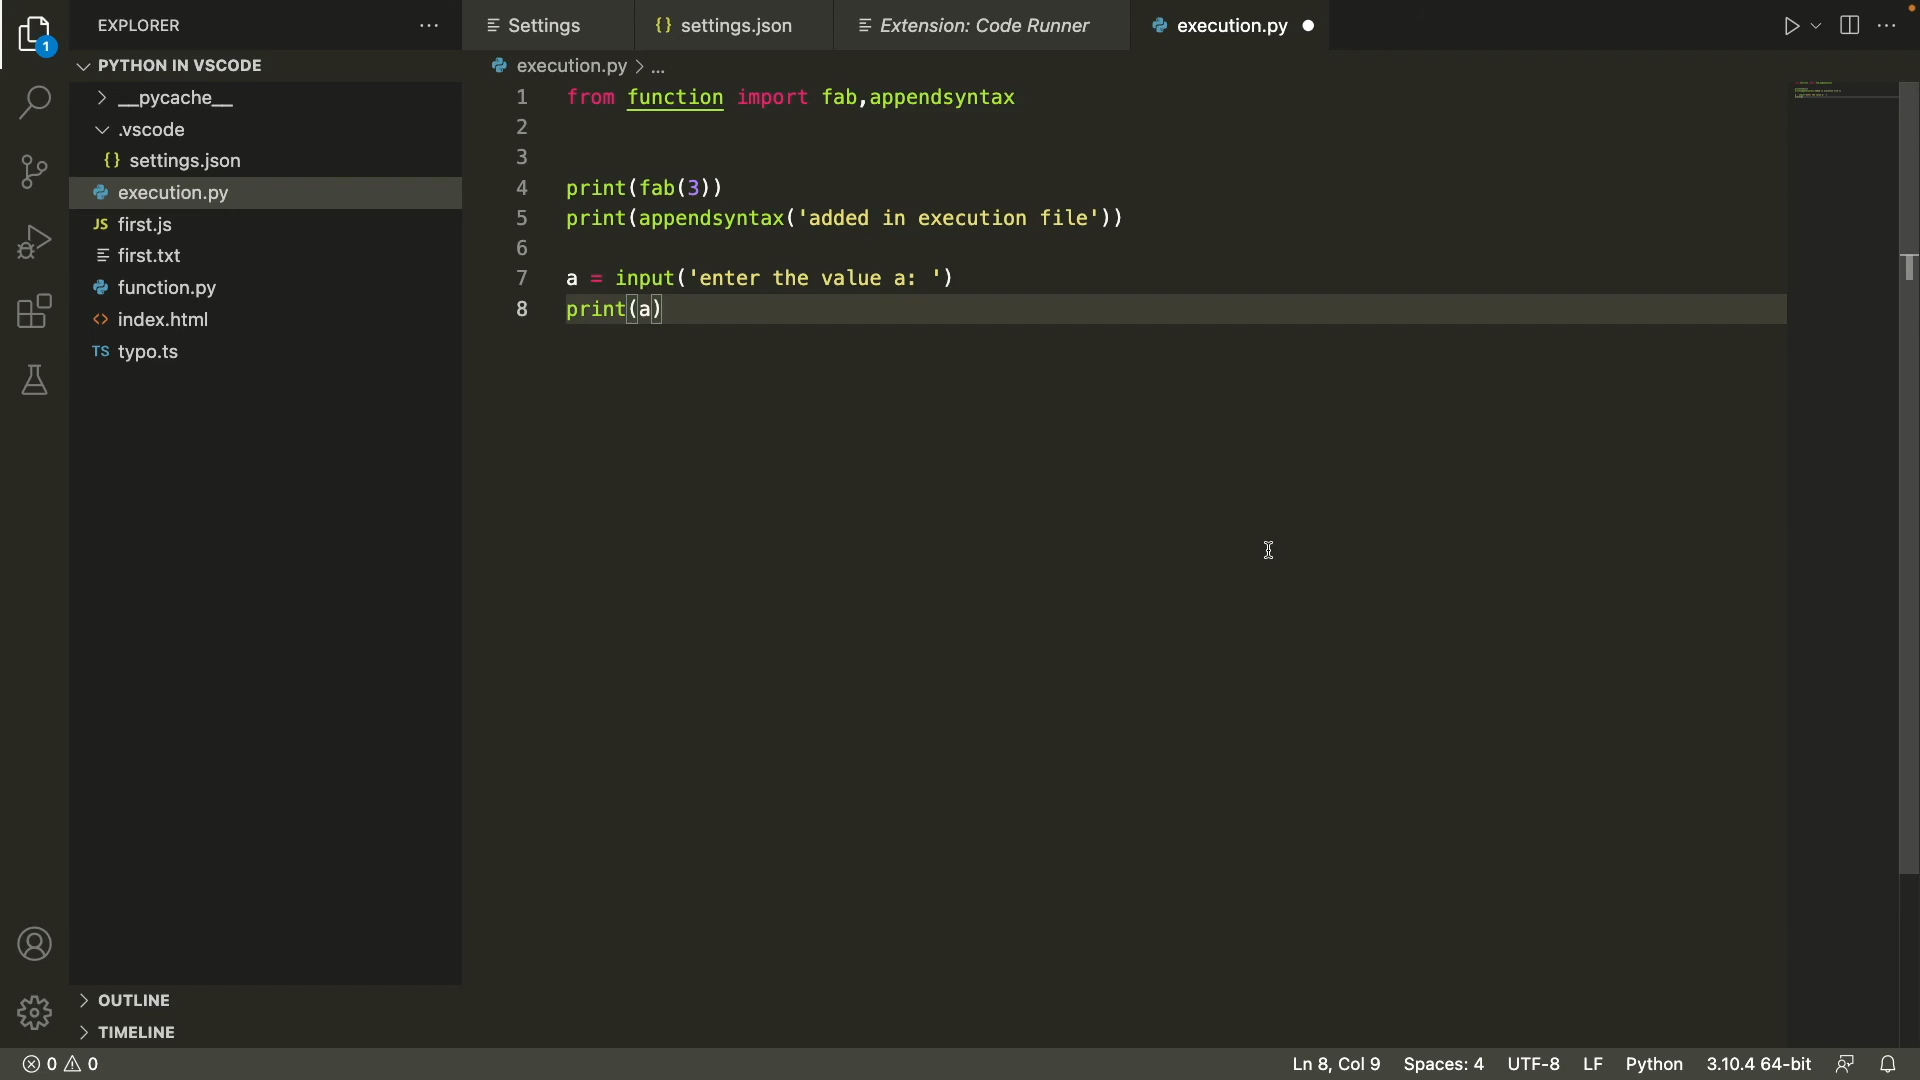 EXPLORER
Settings
settings.json
Extension: Code Runner
execution.py
PYTHON IN VSCODE
__pycache__
.vscode
{} settings.json
execution.py
JS first.js
first.txt
function.py
<> index.html
TS typo.ts
OUTLINE
TIMELINE
execution.py > ...
1 from function import fab,appendsyntax
2
3
4 print(fab(3))
5 print(appendsyntax('added in execution file'))
6
7 a = input('enter the value a: ')
8 print(a)
1
0 0
Ln 8, Col 9 Spaces: 4 UTF-8 LF Python 3.10.4 64-bit